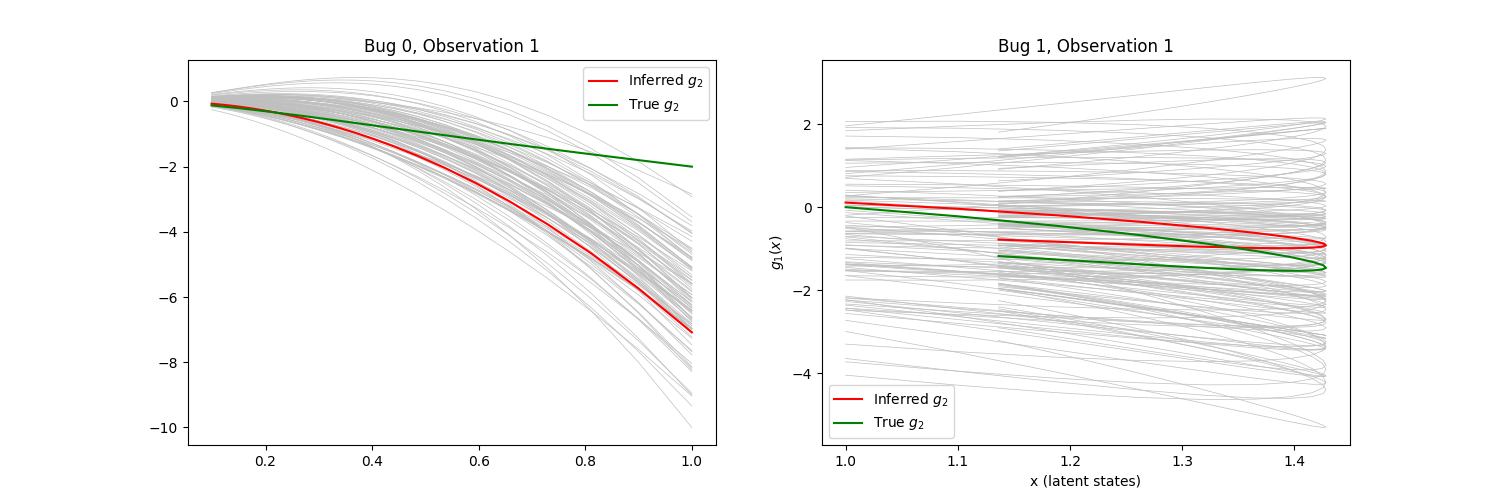 Bug 0, Observation 1
Inferred g₂
True g₂
0
−2
−4
−6
−8
−10
0.2 0.4 0.6 0.8 1.0
Bug 1, Observation 1
g₁(x)
2
0
−2
−4
Inferred g₂
True g₂
1.0 1.1 1.2 1.3 1.4
x (latent states)